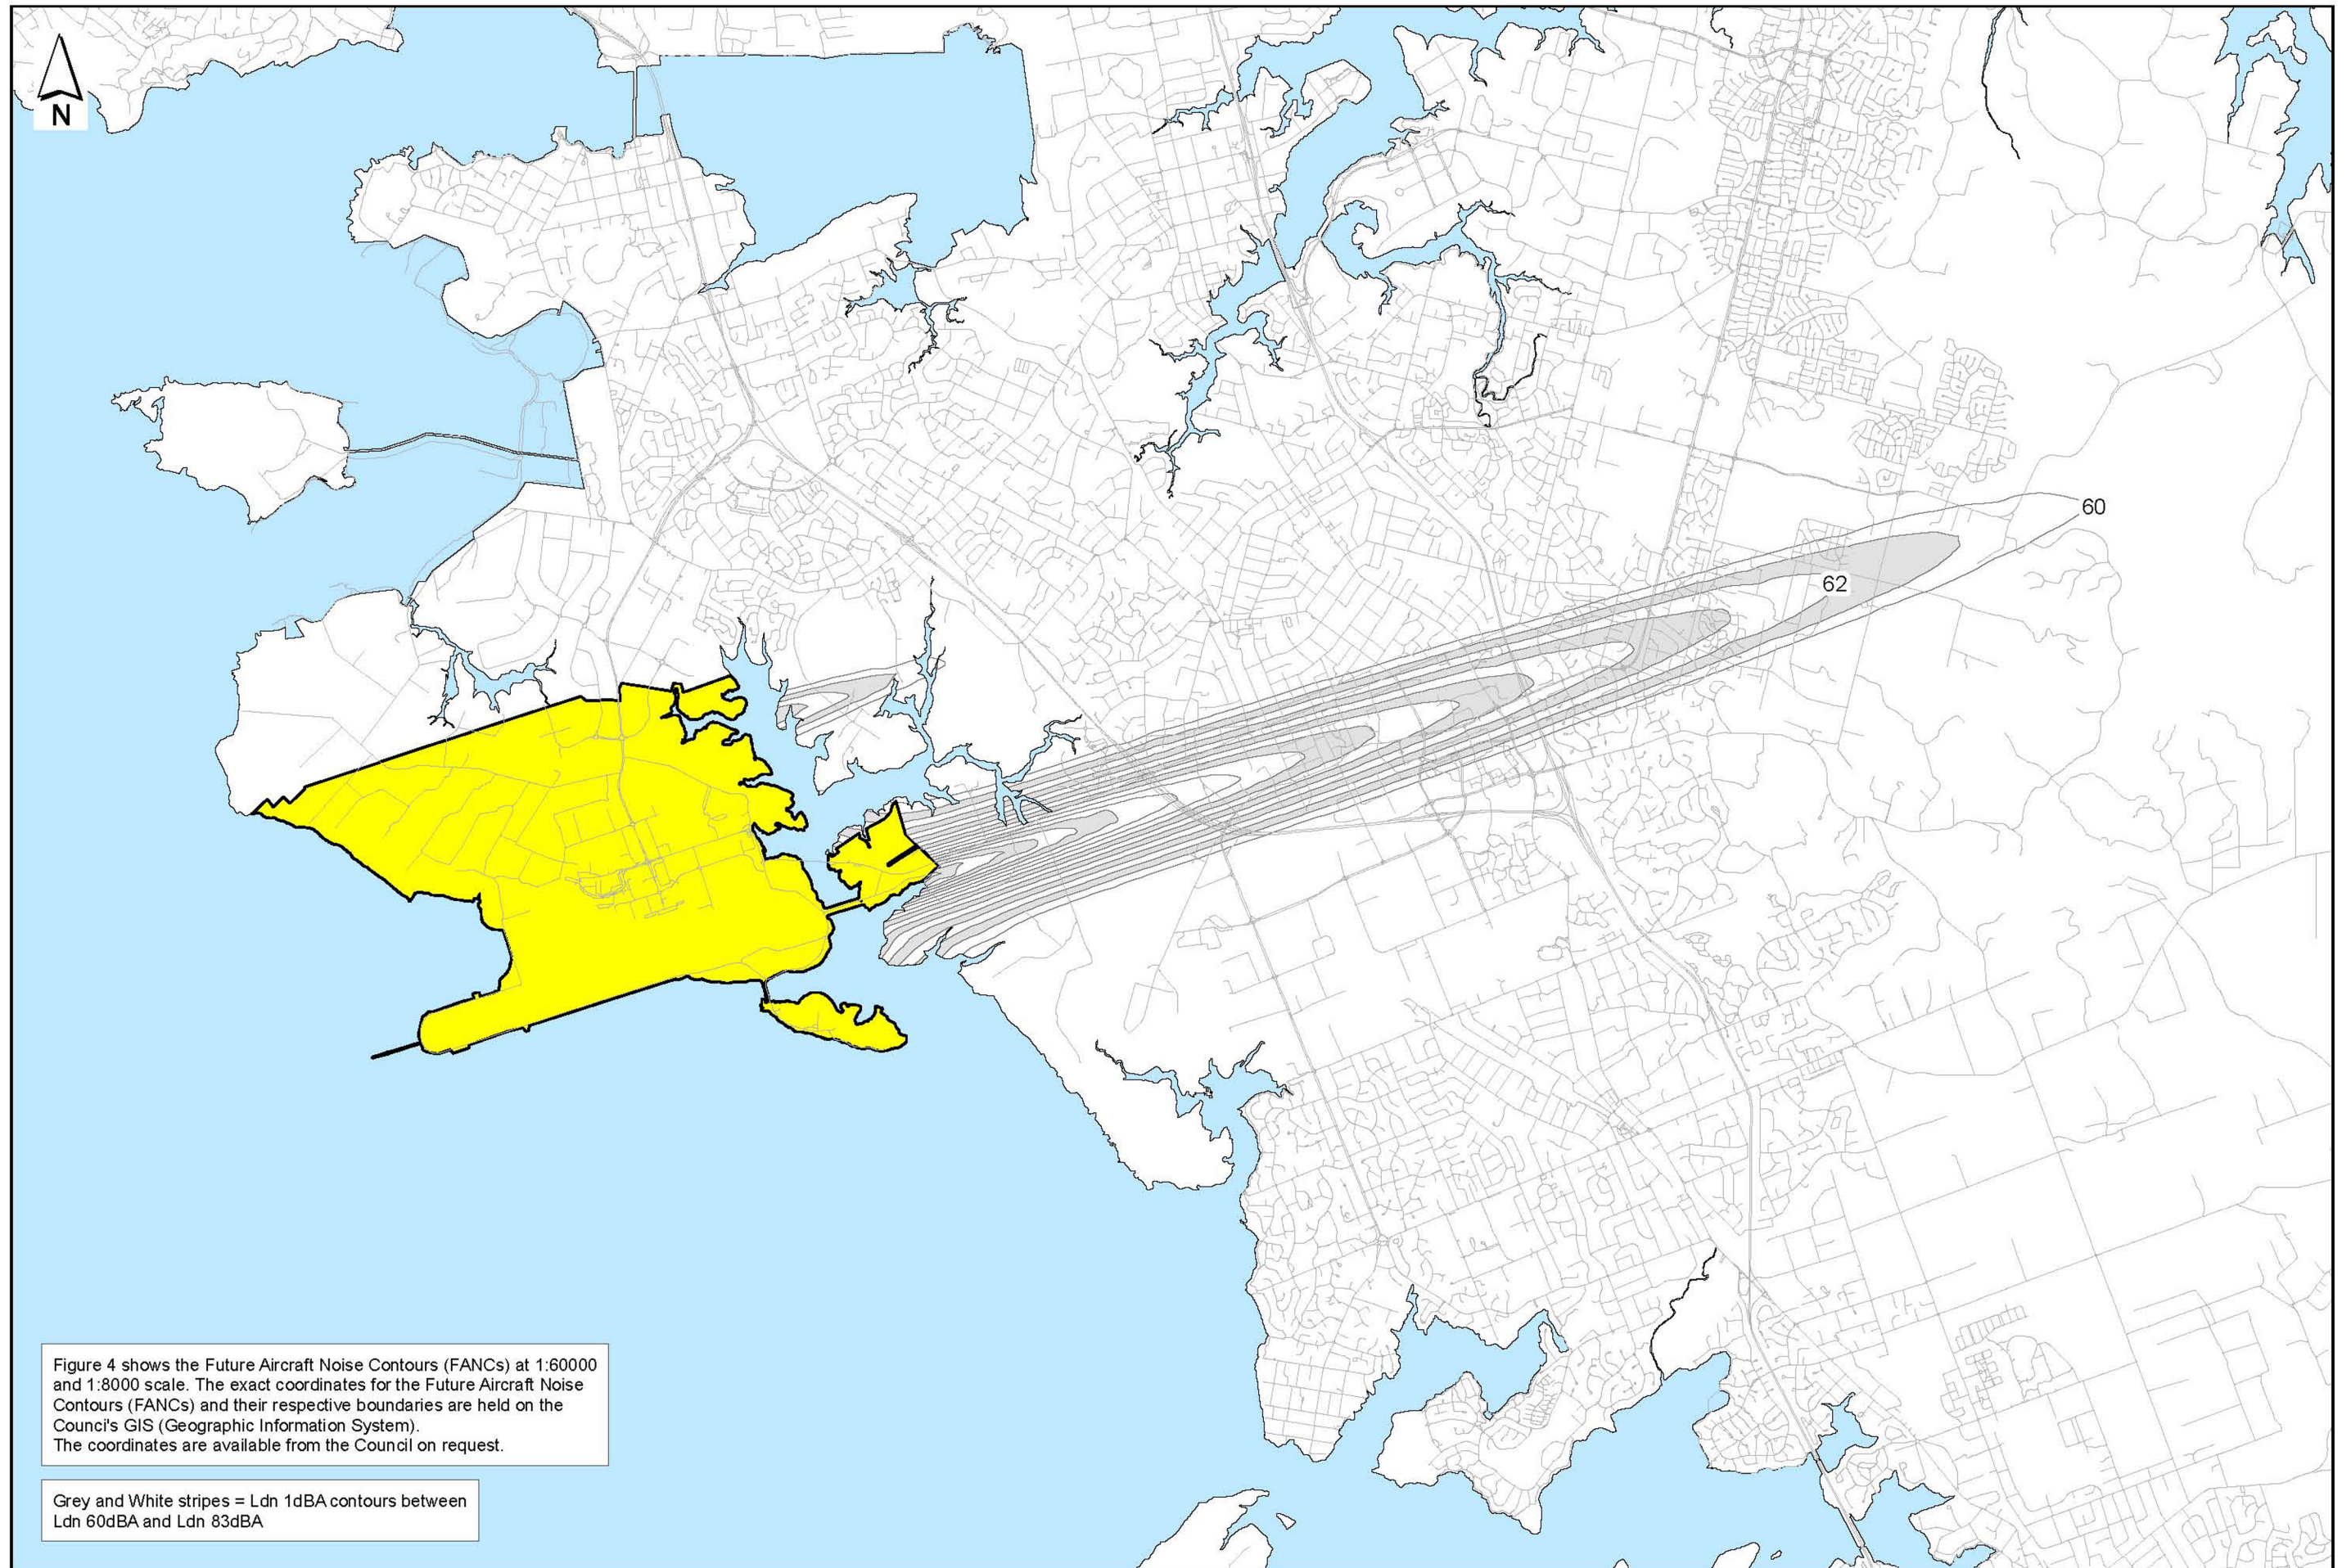 N
60
62
Figure 4 shows the Future Aircraft Noise Contours (FANCs) at 1:60000
and 1:8000 scale. The exact coordinates for the Future Aircraft Noise
Contours (FANCs) and their respective boundaries are held on the
Counci's GIS (Geographic Information System).
The coordinates are available from the Council on request.
Grey and White stripes = Ldn 1dBA contours between
Ldn 60dBA and Ldn 83dBA